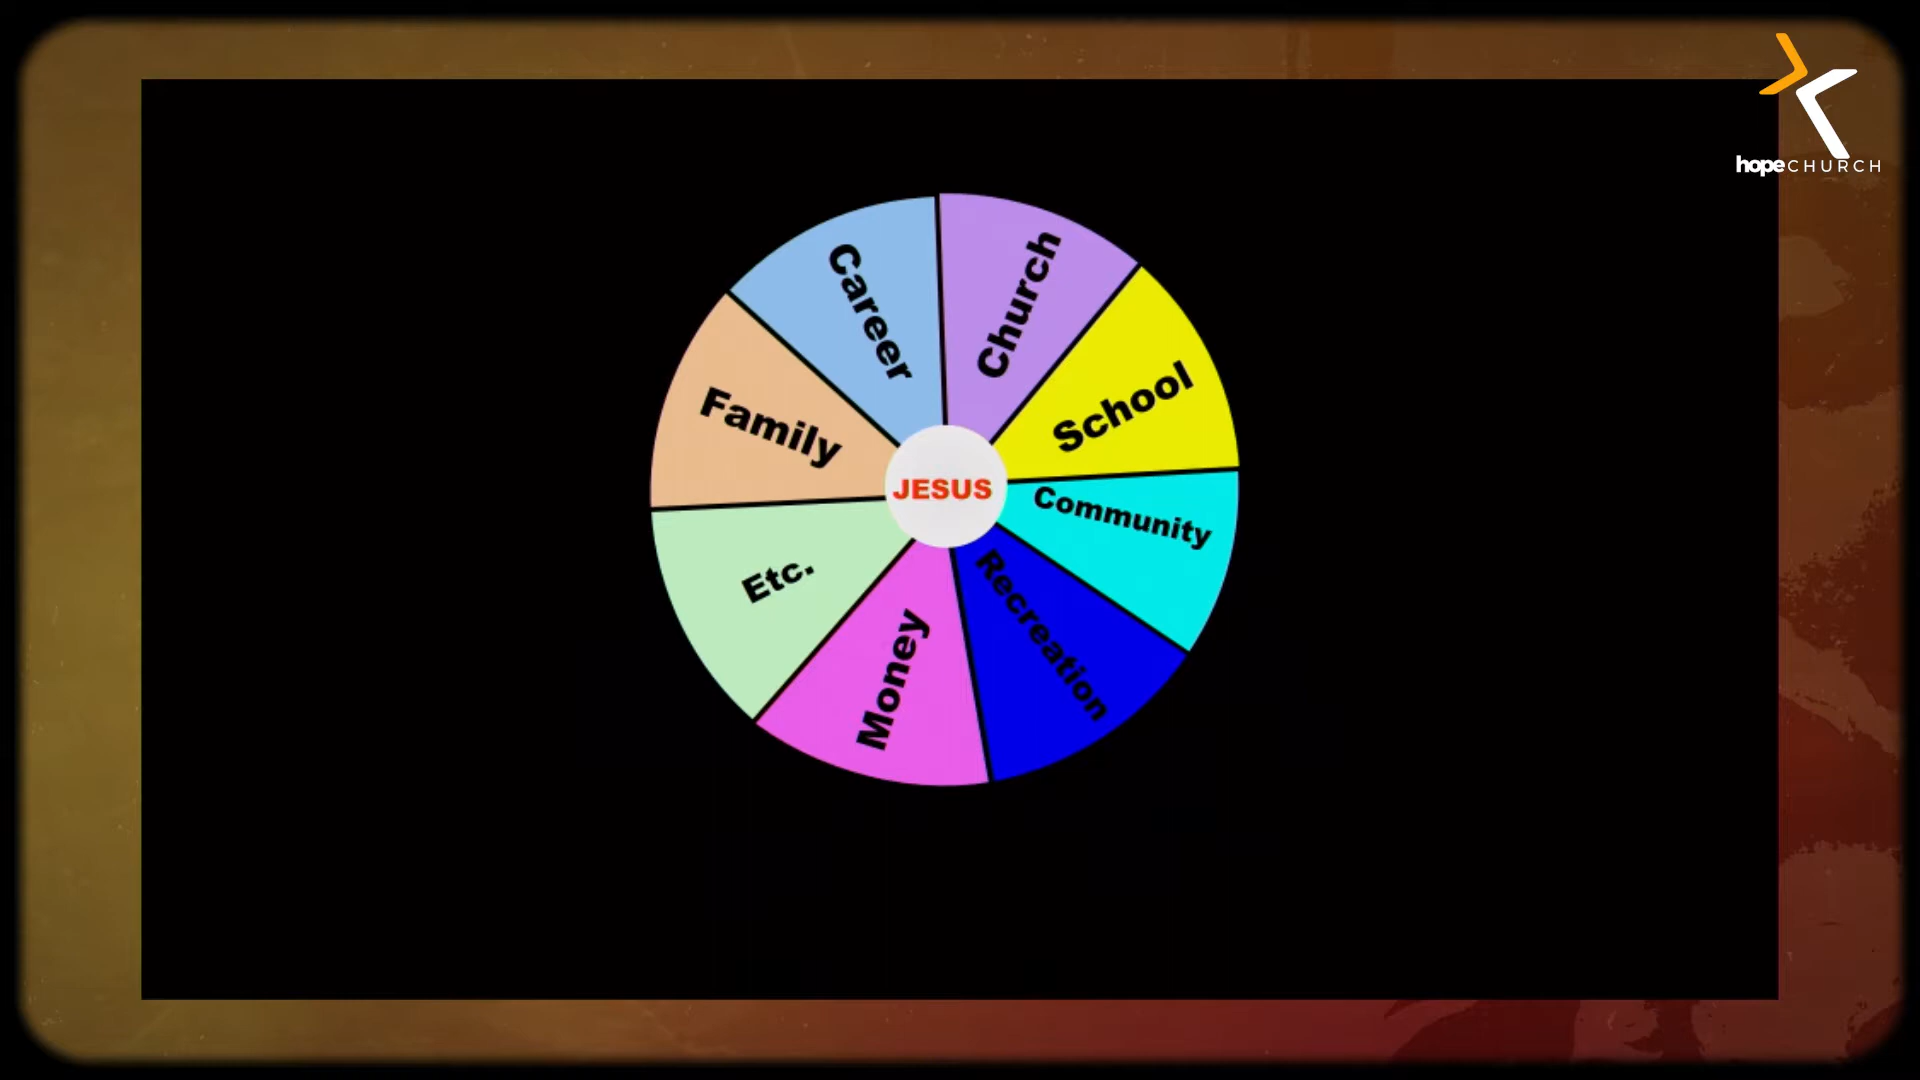 hopeCHURCH
Career
Church
School
Family
JESUS
Community
Etc.
Recreation
Money